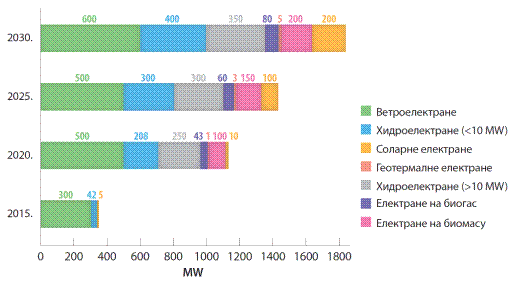 600 400 350 80 5 200 200
2030.
500 300 300 60 3 150 100
2025.
500 208 250 43 1 100 10
2020.
300 42 5
2015.
0 200 400 600 800 1000 1200 1400 1600 1800
MW
Ветроелектране
Хидроелектране (<10 MW)
Соларне електране
Геотермалне електране
Хидроелектране (>10 MW)
Електране на биогас
Електране на биомасу